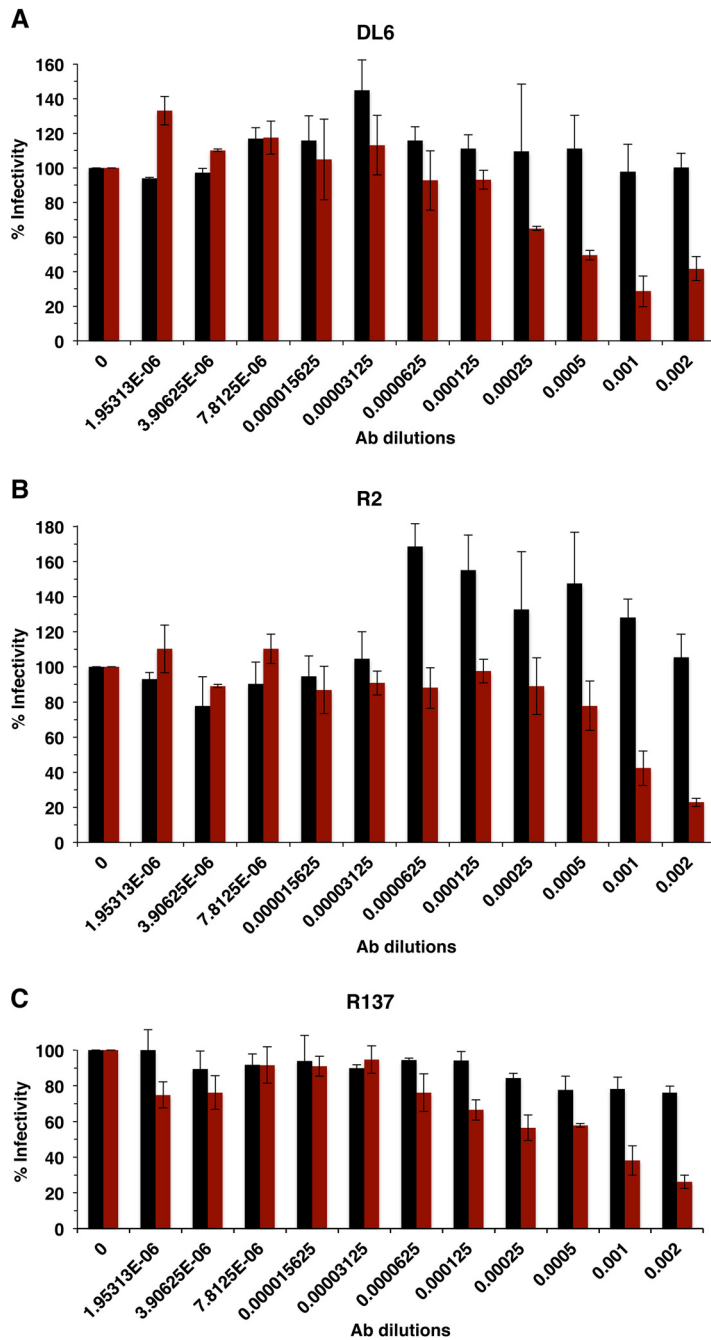 A
DL6
160
140
120
100
80
60
40
20
0
% Infectivity
0
1.95313E-06
3.90625E-06
7.8125E-06
0.000015625
0.00003125
0.0000625
0.000125
0.00025
0.0005
0.001
0.002
Ab dilutions
B
R2
180
160
140
120
100
80
60
40
20
0
% Infectivity
0
1.95313E-06
3.90625E-06
7.8125E-06
0.000015625
0.00003125
0.0000625
0.000125
0.00025
0.0005
0.001
0.002
Ab dilutions
C
R137
100
80
60
40
20
0
% Infectivity
0
1.95313E-06
3.90625E-06
7.8125E-06
0.000015625
0.00003125
0.0000625
0.000125
0.00025
0.0005
0.001
0.002
Ab dilutions